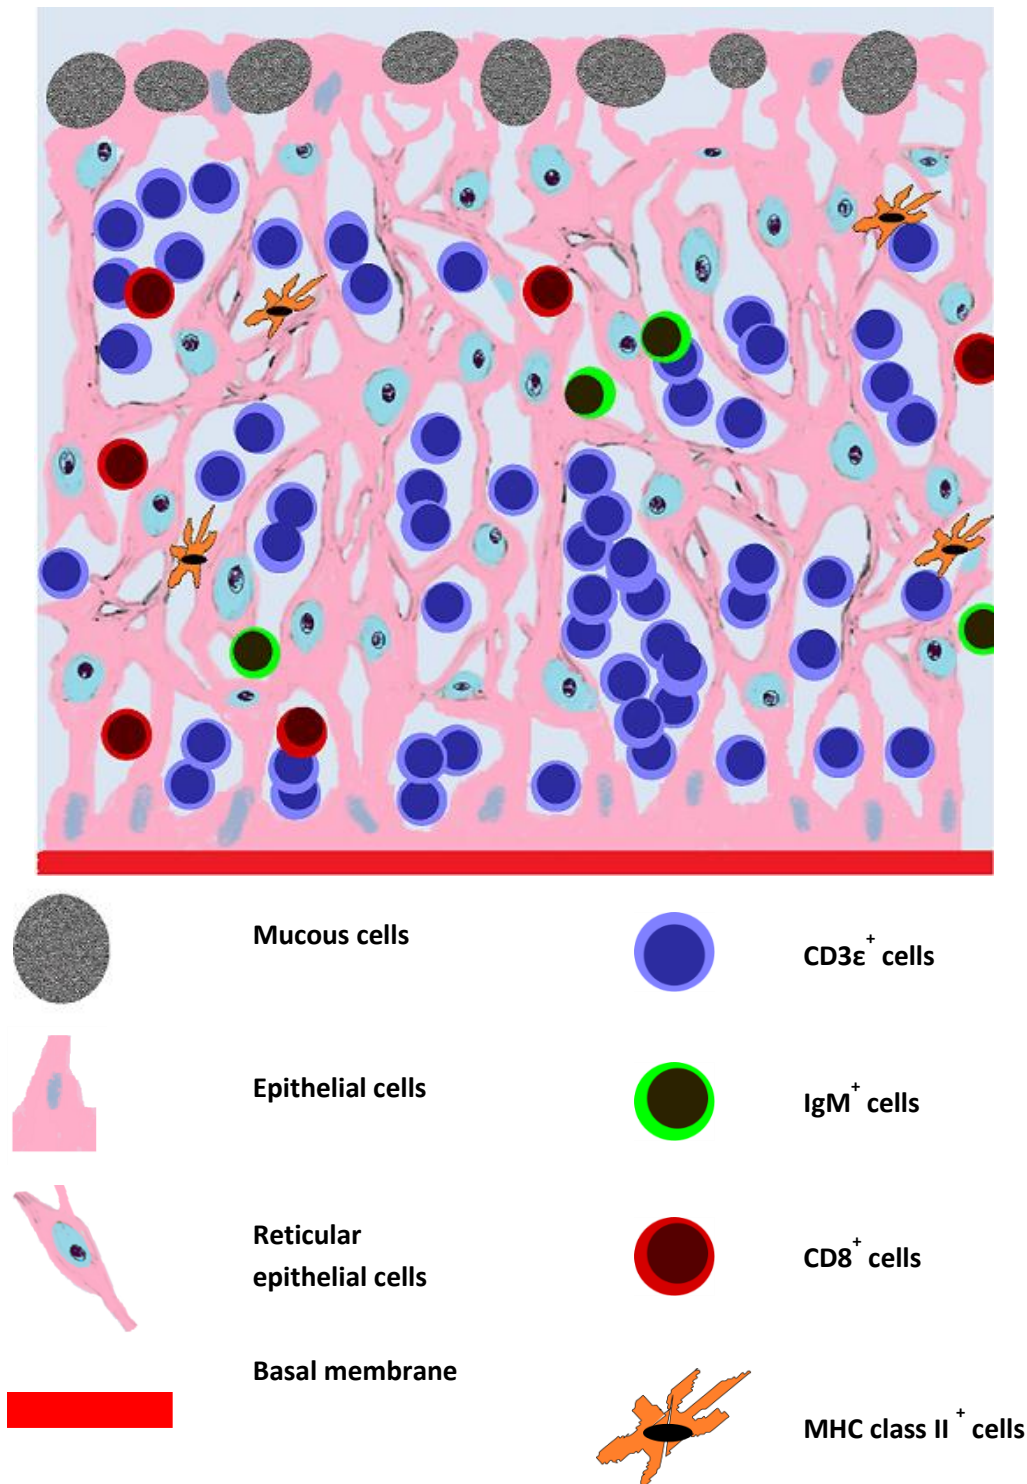 Mucous cells
CD3ε⁺ cells
Epithelial cells
IgM⁺ cells
Reticular
epithelial cells
CD8⁺ cells
Basal membrane
MHC class II ⁺ cells